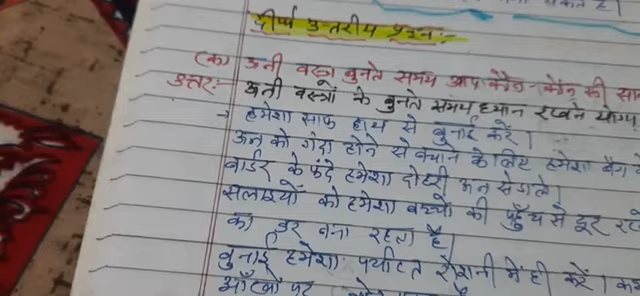 दीर्घ उत्तरीय प्रश्न:-
(क) ऊनी वस्त्र बुनते समय आप कौन-कौन सी
उत्तर:- ऊनी वस्त्रों के बुनते समय ध्यान रखने योग्य
→ हमेशा साफ हाथ से बुनाई करें।
ऊन को गंदा होने से बचाने के लिए हमेशा बैग
बार्डर के फंदे हमेशा दोहरी ऊन से डालें।
सलाइयों को हमेशा बच्चों की पहुँच से दूर
का डर बना रहता है।
बुनाई हमेशा पर्याप्त रोशनी में ही करें।
आँखों पर